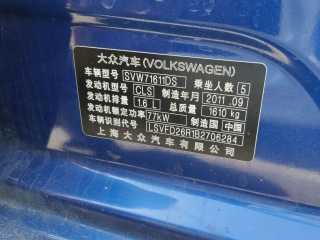 大众汽车(VOLKSWAGEN)
车辆型号 SVW71611DS 乘坐人数 5
发动机型号 CLS 制造年月 2011.09
发动机排量 1.6 L 总质量 1610 kg
发动机额定功率 77kW 制造国 中国
车辆识别代号 LSVFD26R1B2706284
上海大众汽车有限公司